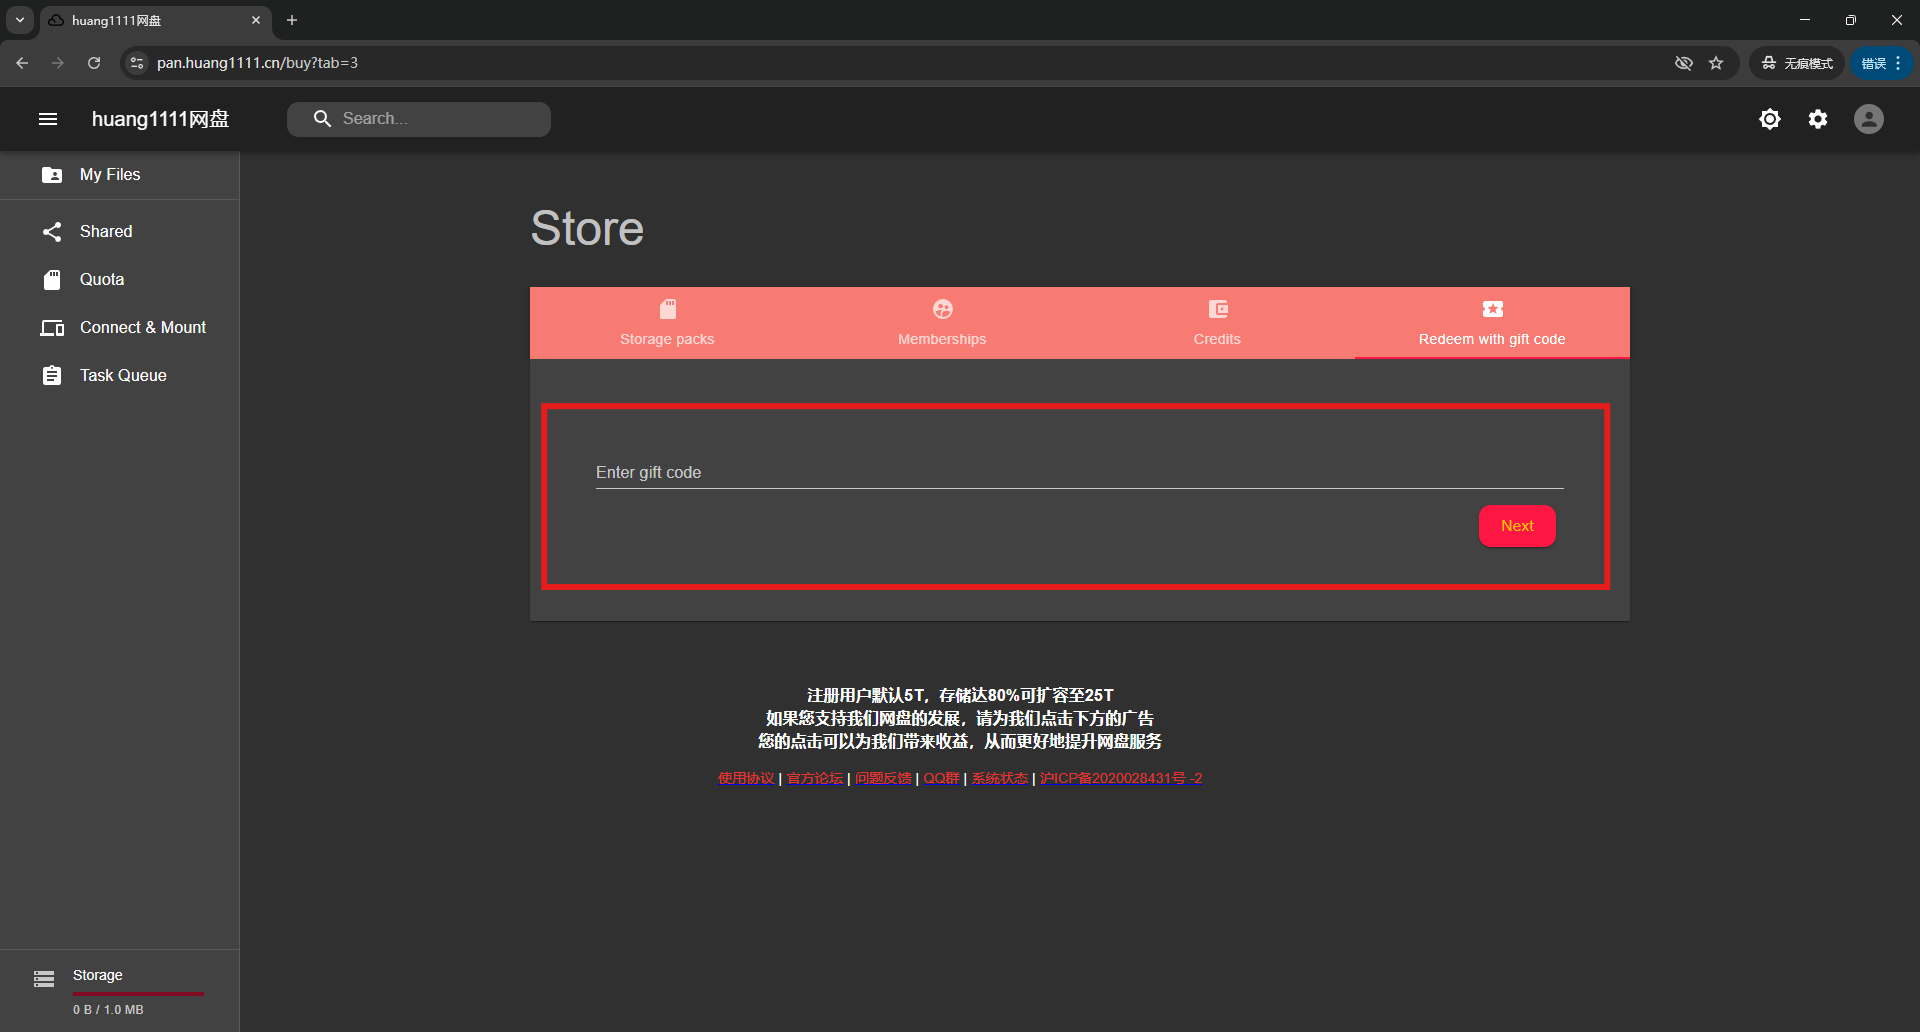 huang1111网盘
pan.huang1111.cn/buy?tab=3
无痕模式
错误
huang1111网盘
Search...
My Files
Shared
Quota
Connect & Mount
Task Queue
Store
Storage packs
Memberships
Credits
Redeem with gift code
Enter gift code
Next
注册用户默认5T，存储达80%可扩容至25T
如果您支持我们网盘的发展，请为我们点击下方的广告
您的点击可以为我们带来收益，从而更好地提升网盘服务
使用协议 | 官方论坛 | 问题反馈 | QQ群 | 系统状态 | 沪ICP备2020028431号 -2
Storage
0 B / 1.0 MB